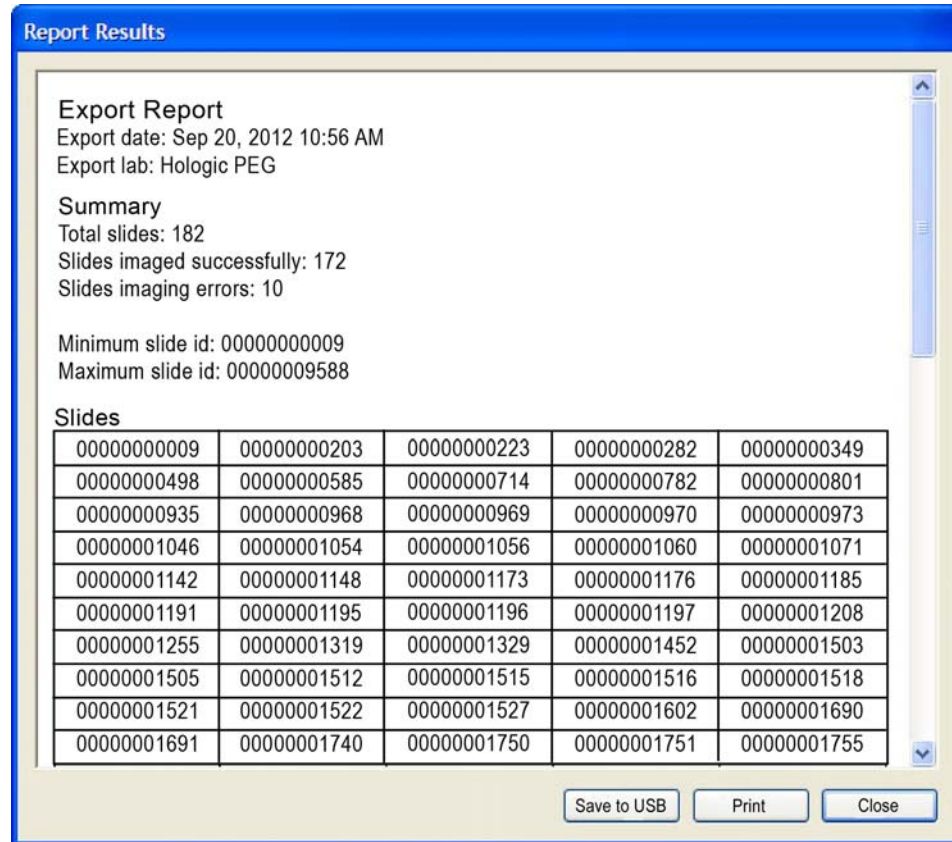 Report Results
Export Report
Export date: Sep 20, 2012 10:56 AM
Export lab: Hologic PEG
Summary
Total slides: 182
Slides imaged successfully: 172
Slides imaging errors: 10
Minimum slide id: 00000000009
Maximum slide id: 00000009588
Slides
00000000009 00000000203 00000000223 00000000282 00000000349
00000000498 00000000585 00000000714 00000000782 00000000801
00000000935 00000000968 00000000969 00000000970 00000000973
00000001046 00000001054 00000001056 00000001060 00000001071
00000001142 00000001148 00000001173 00000001176 00000001185
00000001191 00000001195 00000001196 00000001197 00000001208
00000001255 00000001319 00000001329 00000001452 00000001503
00000001505 00000001512 00000001515 00000001516 00000001518
00000001521 00000001522 00000001527 00000001602 00000001690
00000001691 00000001740 00000001750 00000001751 00000001755
Save to USB Print Close